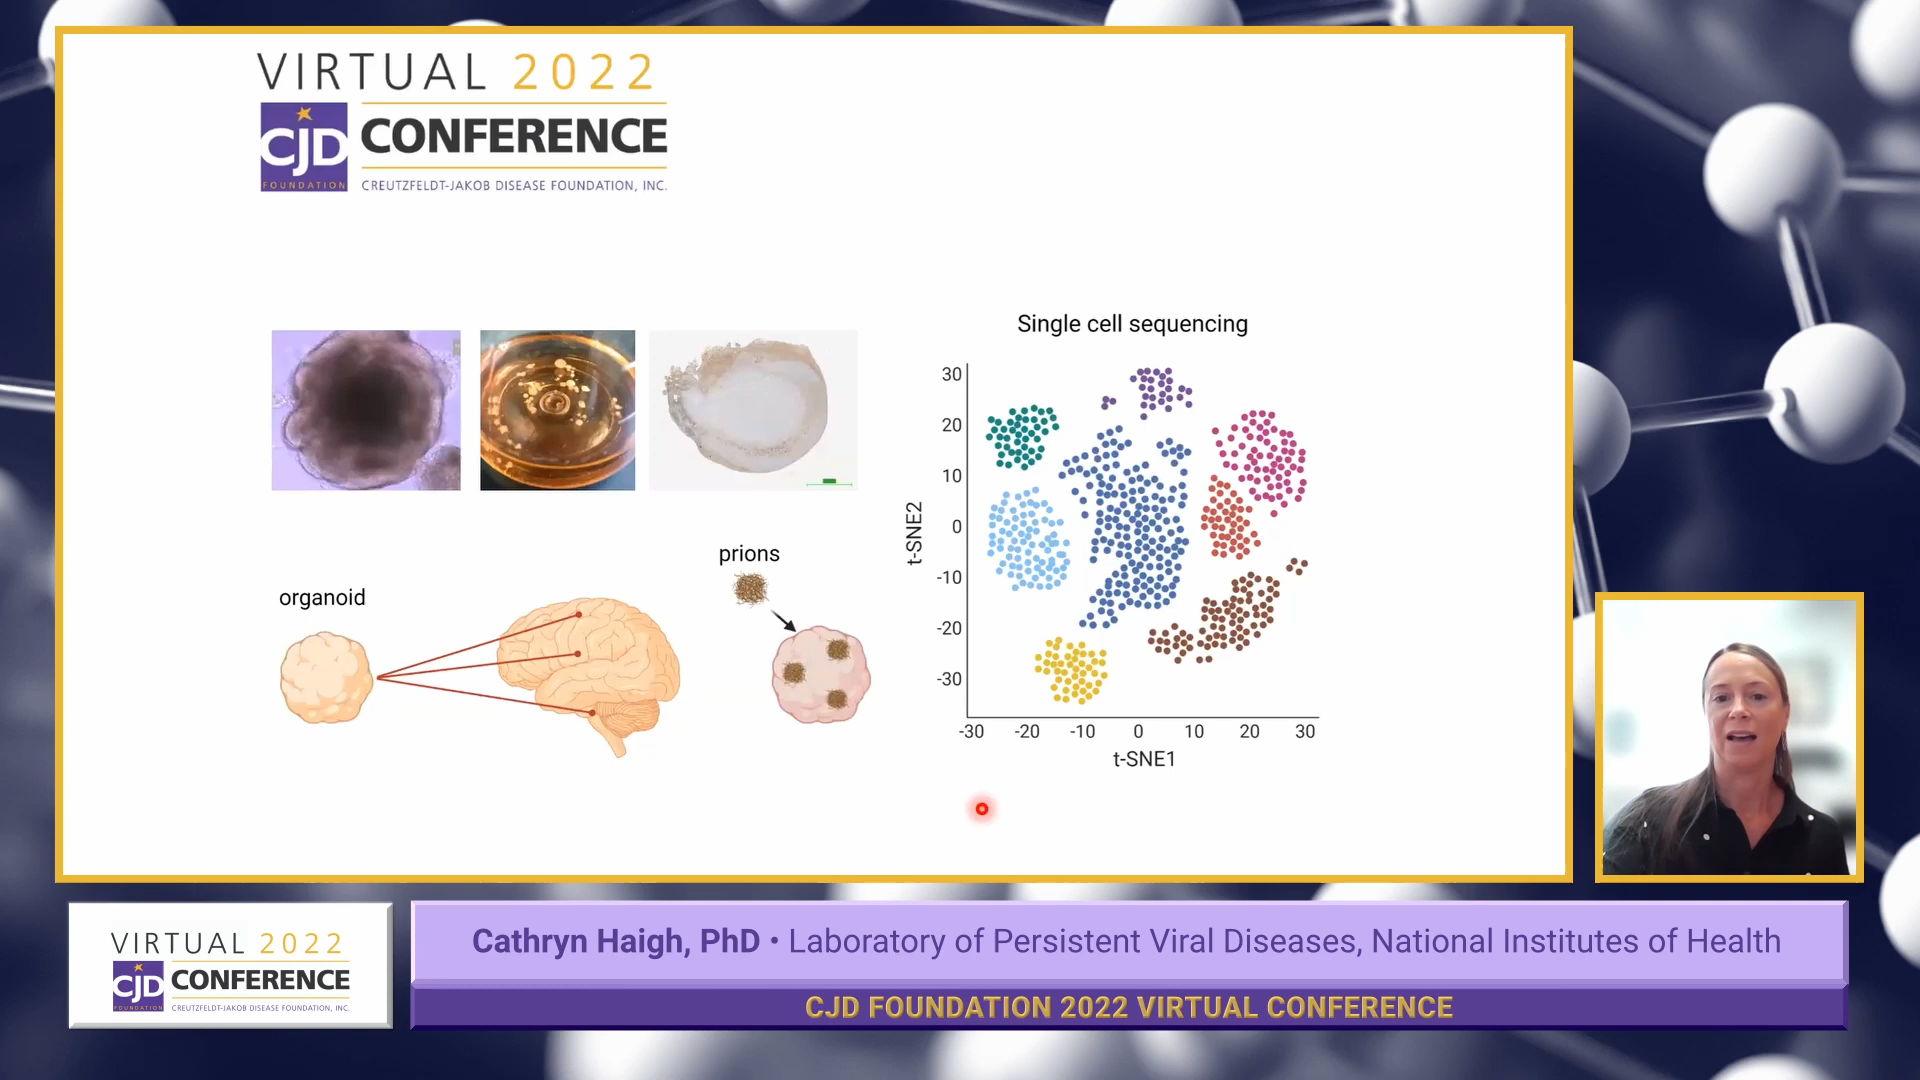 VIRTUAL 2022
CJD
FOUNDATION
CONFERENCE
CREUTZFELDT-JAKOB DISEASE FOUNDATION, INC.
organoid
prions
Single cell sequencing
30
20
10
0
-10
-20
-30
t-SNE2
-30 -20 -10 0 10 20 30
t-SNE1
VIRTUAL 2022
CJD
FOUNDATION
CONFERENCE
CREUTZFELDT-JAKOB DISEASE FOUNDATION, INC.
Cathryn Haigh, PhD • Laboratory of Persistent Viral Diseases, National Institutes of Health
CJD FOUNDATION 2022 VIRTUAL CONFERENCE